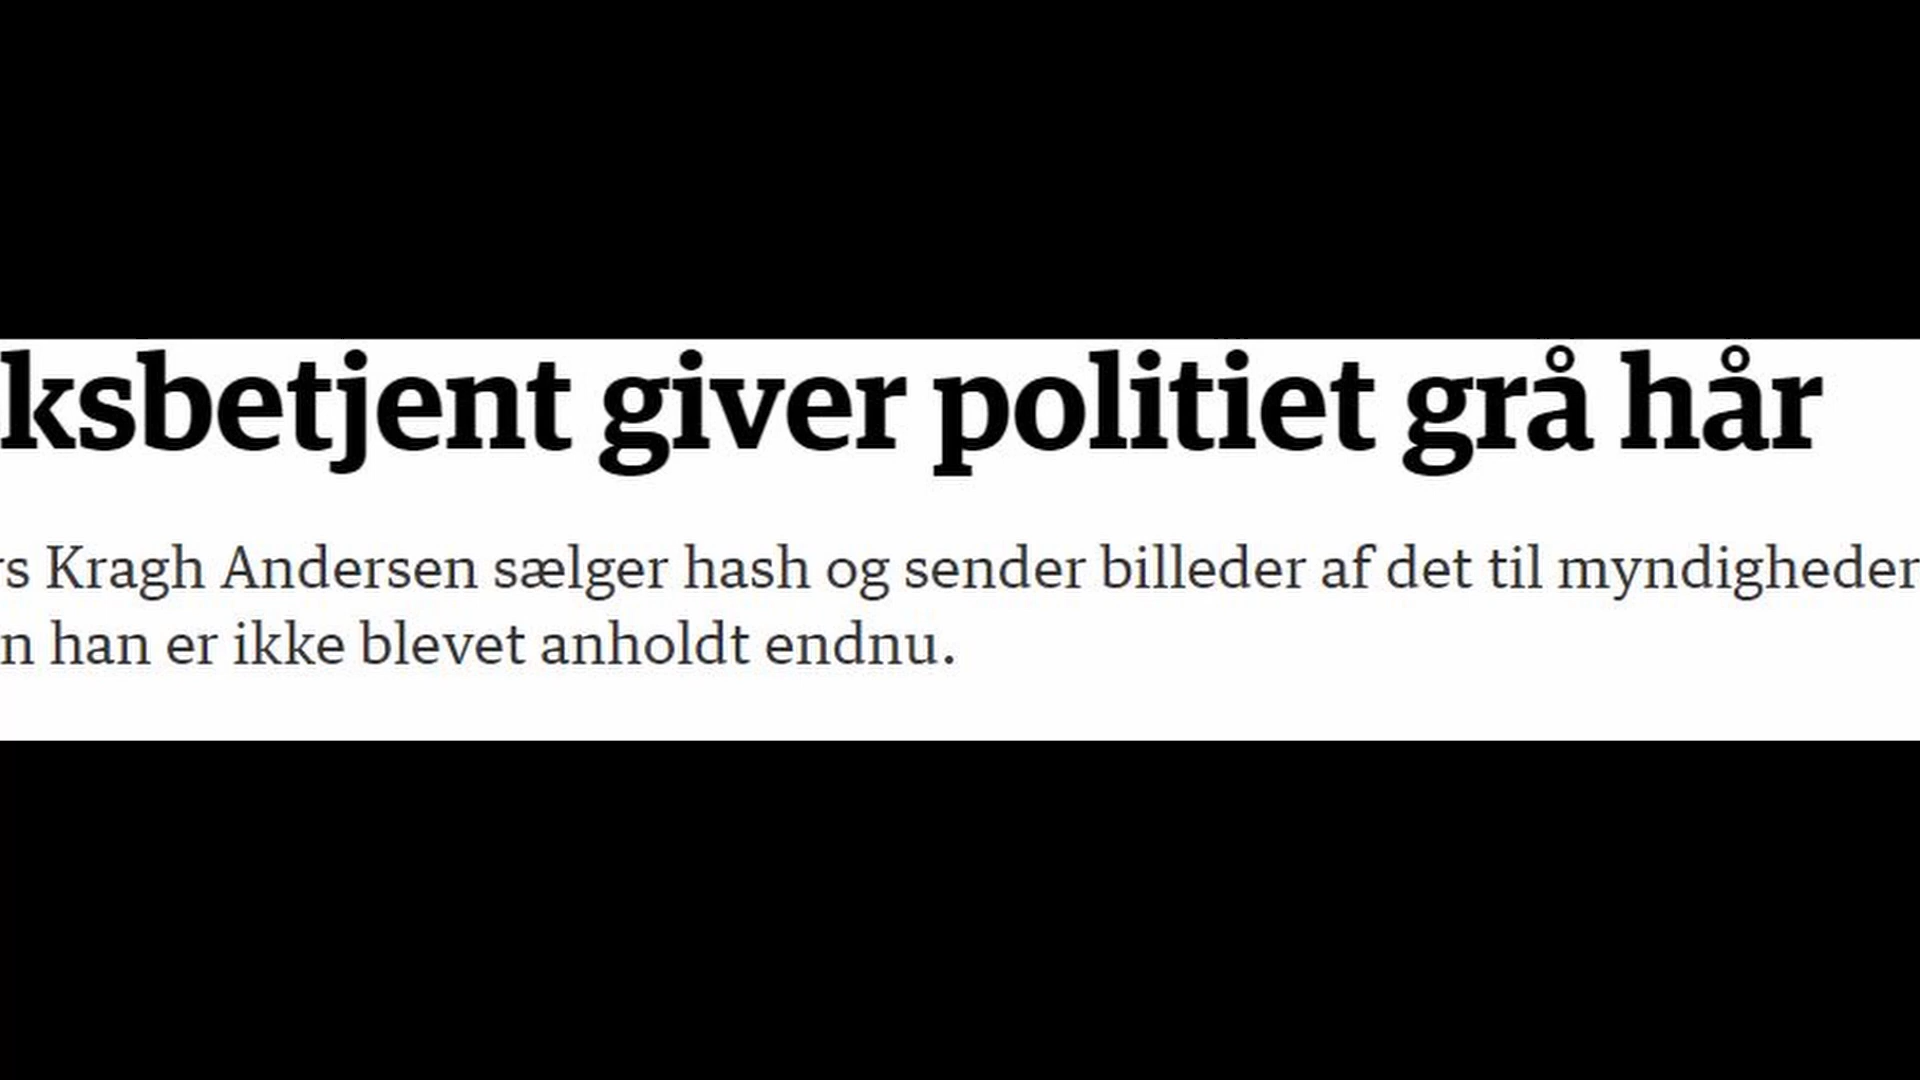 ksbetjent giver politiet grå hår
rs Kragh Andersen sælger hash og sender billeder af det til myndigheder
n han er ikke blevet anholdt endnu.